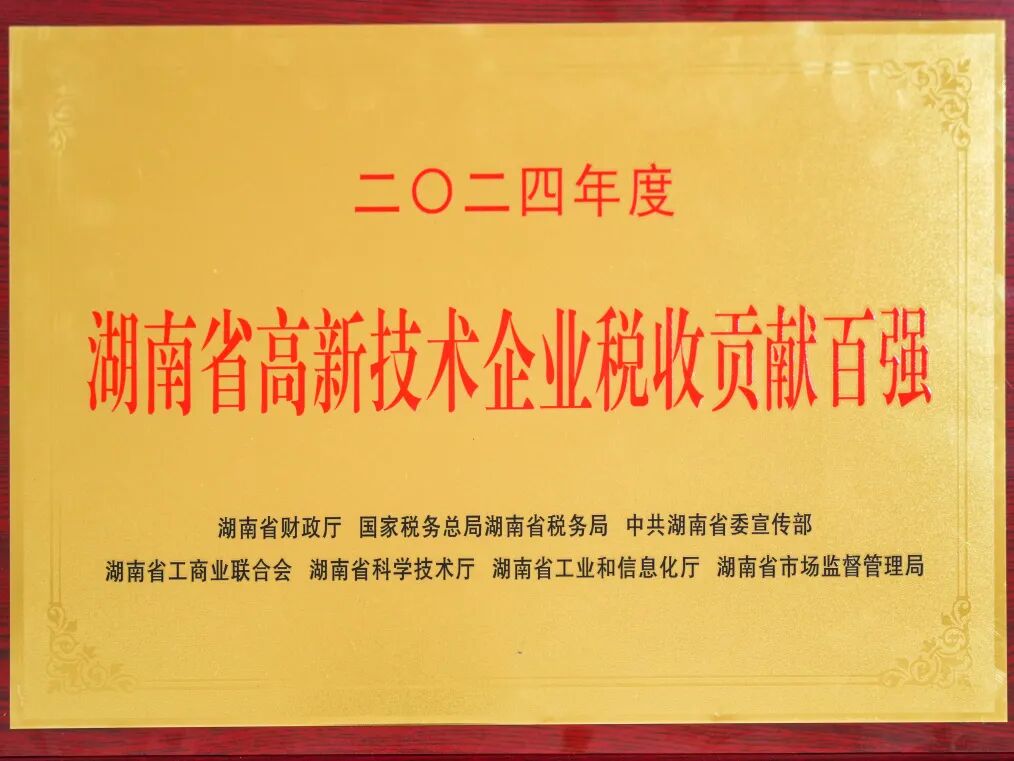 二〇二四年度
湖南省高新技术企业税收贡献百强
湖南省财政厅 国家税务总局湖南省税务局 中共湖南省委宣传部
湖南省工商业联合会 湖南省科学技术厅 湖南省工业和信息化厅 湖南省市场监督管理局